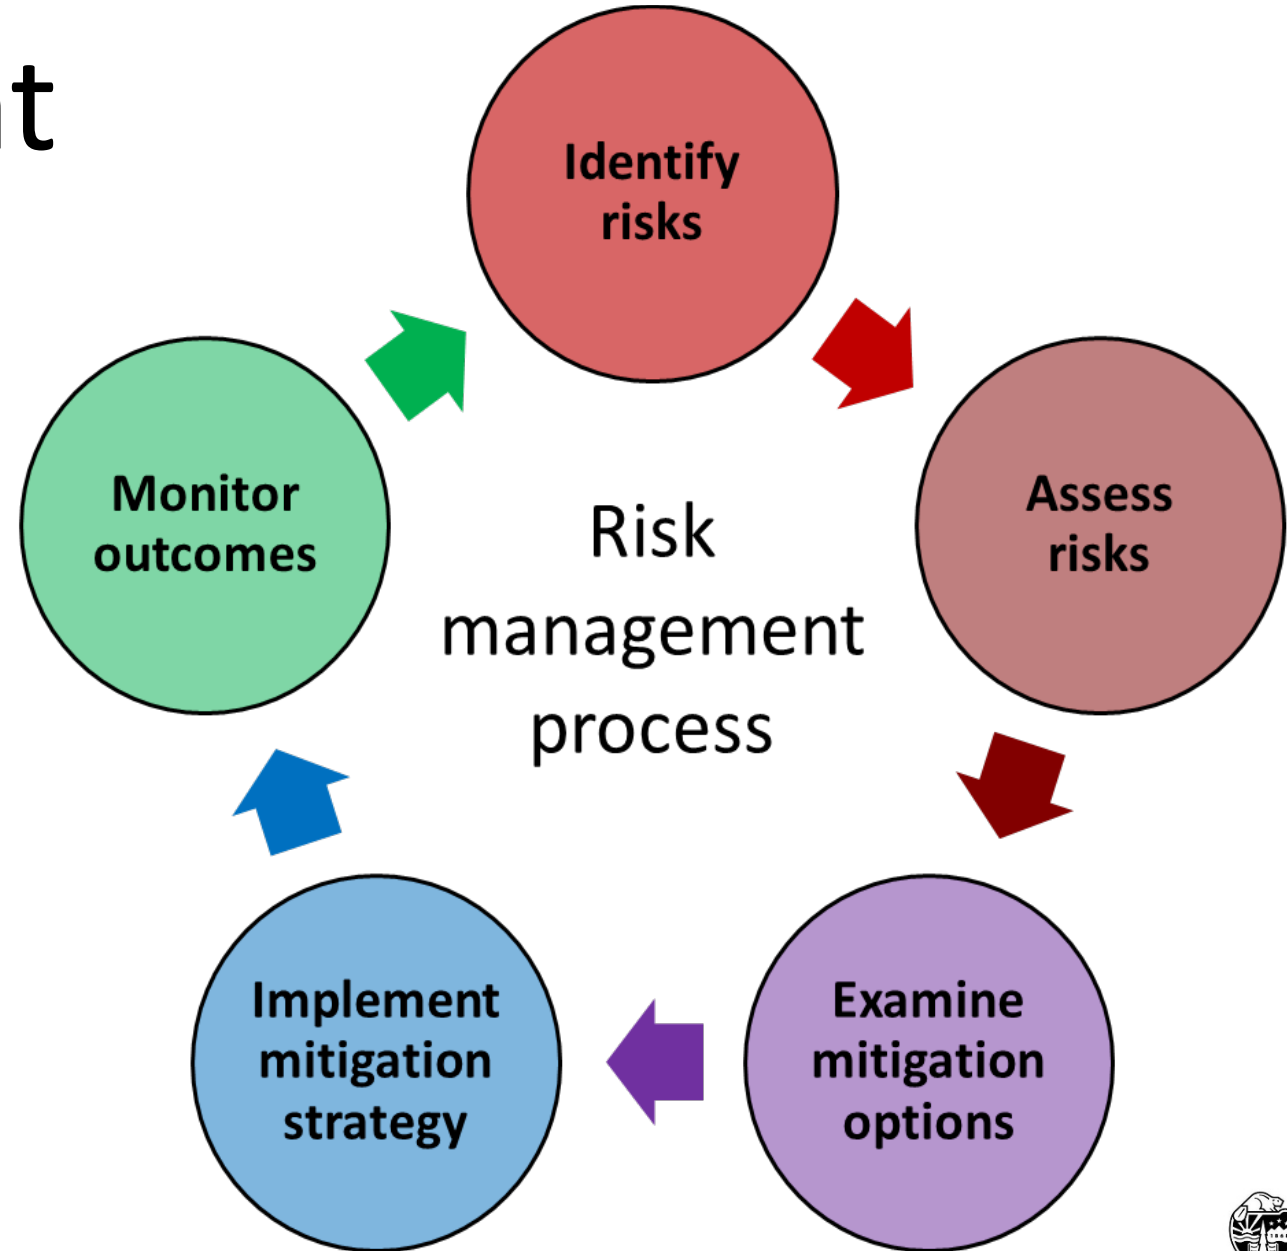 Identify
risks
Assess
risks
Examine
mitigation
options
Implement
mitigation
strategy
Monitor
outcomes
Risk
management
process